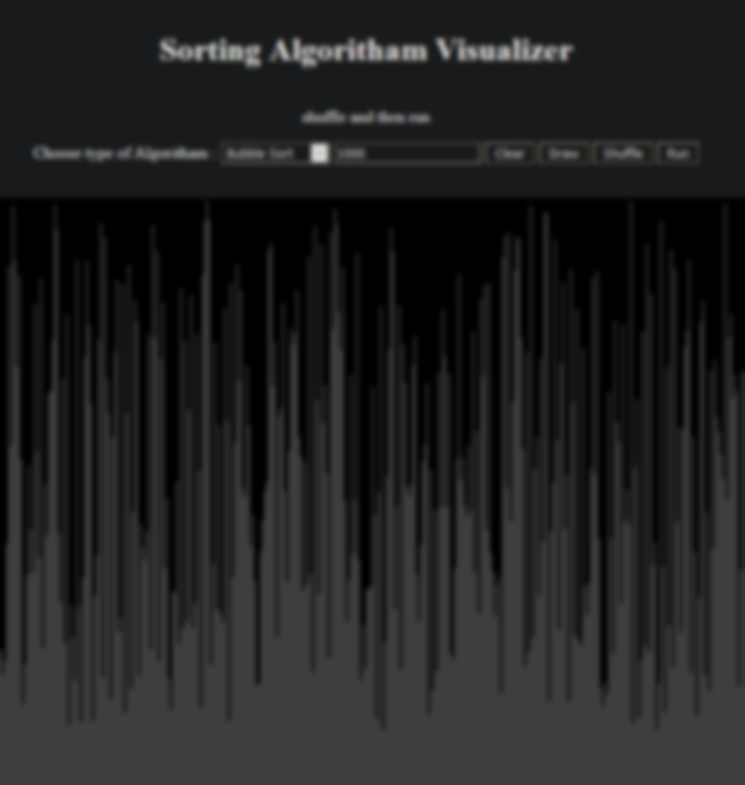 Sorting Algoritham Visualizer
shuffle and then run
Choose type of Algoritham : Bubble Sort 1000 Clear Draw Shuffle Run